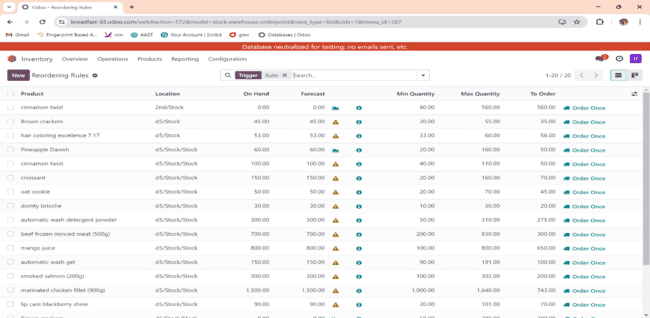 Odoo - Reordering Rules
breadfast-03.odoo.com/web#action=572&model=stock.warehouse.orderpoint&view_type=list&cids=1&menu_id=387
Gmail Fingerprint Based A... vcn AAST Your Account | Scribd gmc Databases | Odoo
Database neutralized for testing: no emails sent, etc.
Inventory Overview Operations Products Reporting Configuration 2 IT
New Reordering Rules Trigger Auto Search... 1-20 / 20
Product Location On Hand Forecast Min Quantity Max Quantity To Order
cinnamon twist 2nd/Stock 0.00 0.00 80.00 560.00 560.00 Order Once
Brown crackers d5/Stock 45.00 45.00 20.00 55.00 35.00 Order Once
hair coloring excellence 7.17 d5/Stock 53.00 53.00 33.00 60.00 56.00 Order Once
Pineapple Danish d5/Stock/Stock 60.00 60.00 20.00 160.00 50.00 Order Once
cinnamon twist d5/Stock/Stock 100.00 100.00 40.00 110.00 50.00 Order Once
croissant d5/Stock/Stock 150.00 150.00 20.00 160.00 70.00 Order Once
oat cookie d5/Stock/Stock 50.00 50.00 20.00 70.00 45.00 Order Once
domty brioche d5/Stock/Stock 30.00 30.00 10.00 30.00 20.00 Order Once
automatic wash detergent powder d5/Stock/Stock 300.00 300.00 50.00 310.00 275.00 Order Once
beef frozen minced meat (500g) d5/Stock/Stock 700.00 700.00 200.00 830.00 300.00 Order Once
mango juice d5/Stock/Stock 800.00 800.00 100.00 800.00 650.00 Order Once
automatic wash gel d5/Stock/Stock 150.00 150.00 90.00 191.00 100.00 Order Once
smoked salmon (200g) d5/Stock/Stock 300.00 300.00 100.00 302.00 200.00 Order Once
marinated chicken fillet (900g) d5/Stock/Stock 1,500.00 1,500.00 1,000.00 1,640.00 743.00 Order Once
lip care blackberry shine d5/Stock/Stock 90.00 90.00 20.00 101.00 70.00 Order Once